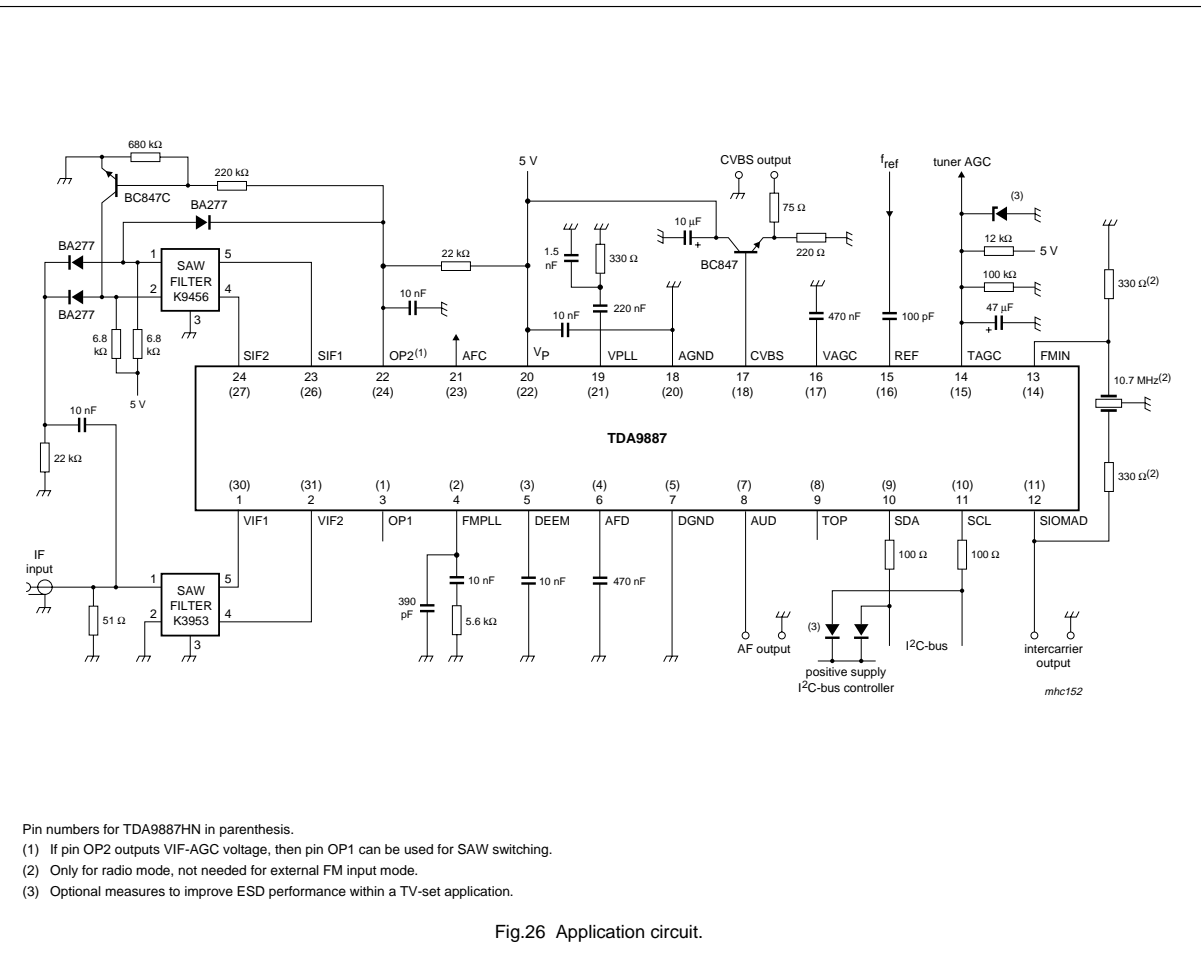 680 kΩ
220 kΩ
BC847C
BA277
BA277
BA277
1
2
SAW
FILTER
K9456
5
4
3
6.8
kΩ
6.8
kΩ
5 V
10 nF
22 kΩ
22 kΩ
10 nF
5 V
10 nF
1.5
nF
330 Ω
220 nF
CVBS output
10 μF
+
BC847
75 Ω
220 Ω
470 nF
fref
100 pF
tuner AGC
(3)
12 kΩ
5 V
100 kΩ
47 μF
+
330 Ω(2)
10.7 MHz(2)
330 Ω(2)
SIF2 SIF1 OP2(1) AFC VP VPLL AGND CVBS VAGC REF TAGC FMIN
24 23 22 21 20 19 18 17 16 15 14 13
(27) (26) (24) (23) (22) (21) (20) (18) (17) (16) (15) (14)
TDA9887
(30) (31) (1) (2) (3) (4) (5) (7) (8) (9) (10) (11)
1 2 3 4 5 6 7 8 9 10 11 12
VIF1 VIF2 OP1 FMPLL DEEM AFD DGND AUD TOP SDA SCL SIOMAD
IF
input
51 Ω
1
2
SAW
FILTER
K3953
5
4
3
390
pF
10 nF
5.6 kΩ
10 nF
470 nF
AF output
100 Ω
100 Ω
(3)
I2C-bus
positive supply
I2C-bus controller
intercarrier
output
mhc152
Pin numbers for TDA9887HN in parenthesis.
(1) If pin OP2 outputs VIF-AGC voltage, then pin OP1 can be used for SAW switching.
(2) Only for radio mode, not needed for external FM input mode.
(3) Optional measures to improve ESD performance within a TV-set application.
Fig.26 Application circuit.